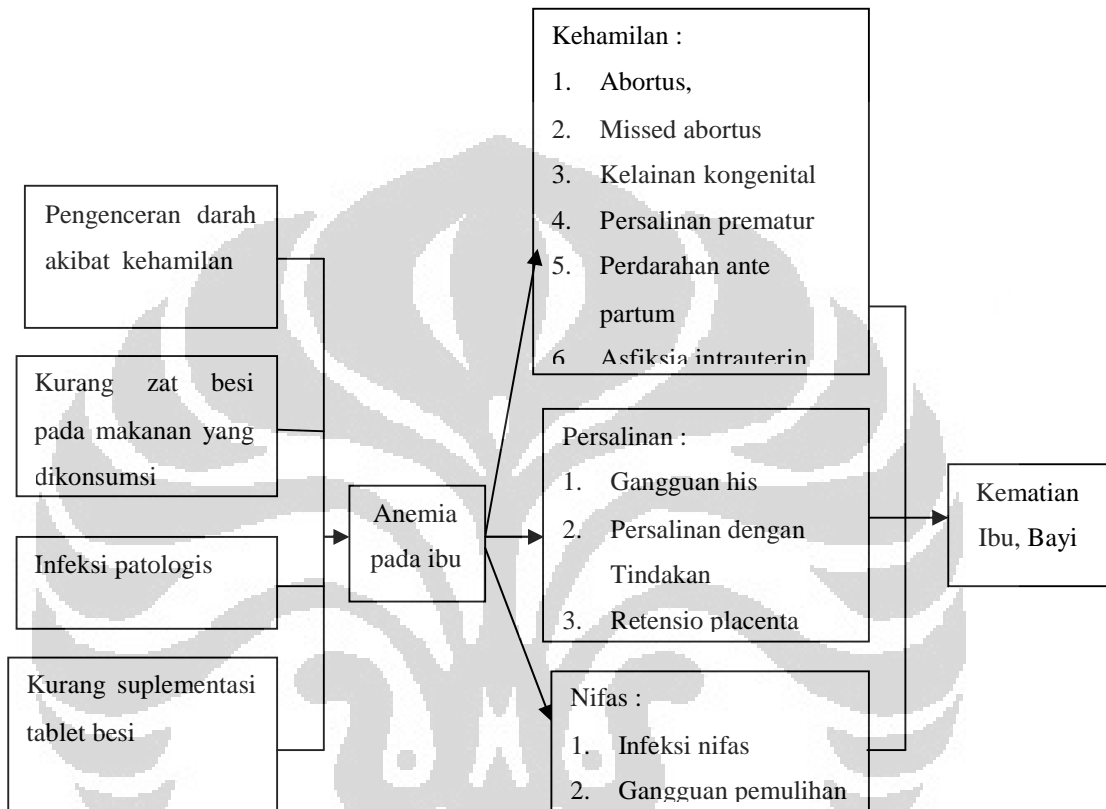 Pengenceran darah
akibat kehamilan
Kurang zat besi
pada makanan yang
dikonsumsi
Infeksi patologis
Kurang suplementasi
tablet besi
Anemia
pada ibu
Kehamilan :
1. Abortus,
2. Missed abortus
3. Kelainan kongenital
4. Persalinan prematur
5. Perdarahan ante
partum
6. Asfiksia intrauterin
Persalinan :
1. Gangguan his
2. Persalinan dengan
Tindakan
3. Retensio placenta
Nifas :
1. Infeksi nifas
2. Gangguan pemulihan
Kematian
Ibu, Bayi